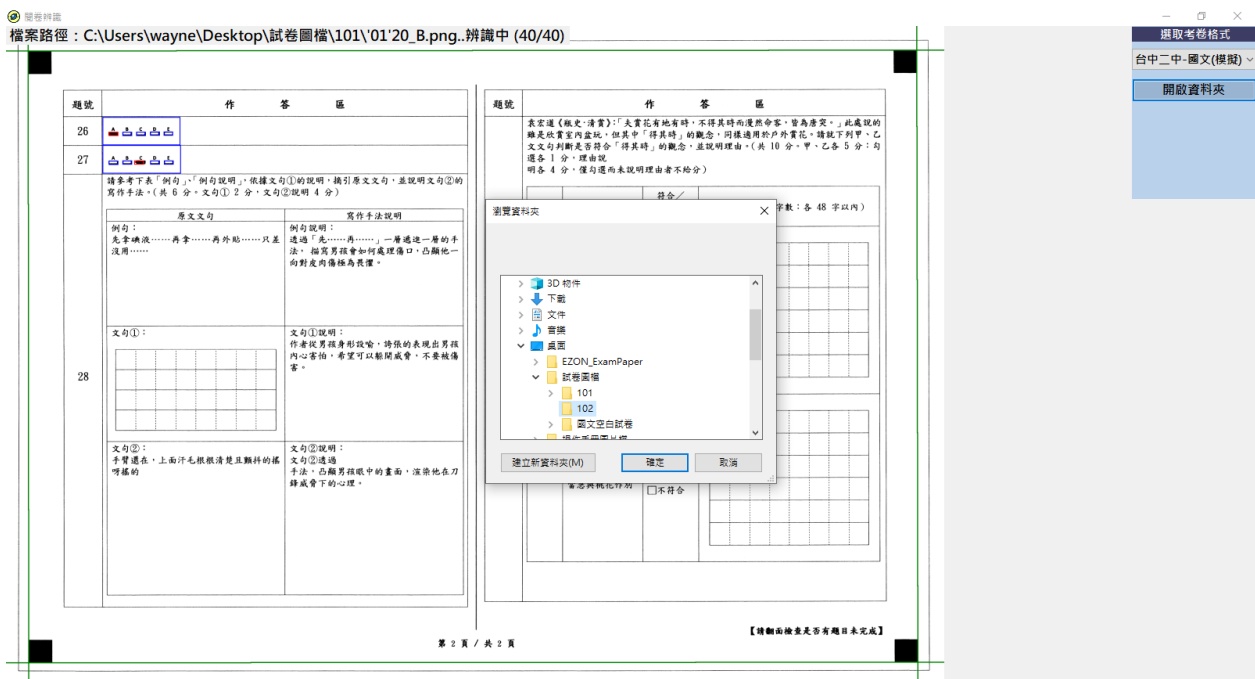 閱卷辨識
檔案路徑：C:\Users\wayne\Desktop\試卷圖檔\101\'01'20_B.png..辨識中 (40/40)
選取考卷格式
台中二中-國文(模擬)
開啟資料夾
題號 作 答 區
26 A B C D E
27 A B C D E
28
請參考下表「例句」、「例句說明」，依據文句①的說明，摘引原文文句，並說明文句②的
寫作手法。(共 6 分。文句① 2 分，文句②說明 4 分)
原文文句 寫作手法說明
例句：
先拿碘液……再拿……再外貼……只差
沒用……
例句說明：
透過「先……再……」一層遞進一層的手
法， 描寫男孩會如何處理傷口，凸顯他一
向對皮肉傷極為畏懼。
文句①：
文句①說明：
作者從男孩身形設喻，誇張的表現出男孩
內心害怕，希望可以躲開威脅，不要被傷
害。
文句②：
手臂還在，上面汗毛根根清楚且顫抖的搖
呀搖的
文句②說明：
文句②透過
手法，凸顯男孩眼中的畫面，渲染他在刀
鋒威脅下的心理。
題號 作 答 區
袁宏道《瓶史·清賞》：「夫賞花有地有時，不得其時而漫然命客，皆為唐突。」此處說的
雖是欣賞室內盆玩，但其中「得其時」的觀念，同樣適用於戶外賞花。請就下列甲、乙
文文句判斷是否符合「得其時」的觀念，並說明理由。(共 10 分。甲、乙各 5 分：勾
選各 1 分，理由說
明各 4 分，僅勾選而未說明理由者不給分)
符合／
字數：各 48 字以內)
瀏覽資料夾
3D 物件
下載
文件
音樂
桌面
EZON_ExamPaper
試卷圖檔
101
102
國文空白試卷
操作手冊圖片檔
建立新資料夾(M) 確定 取消
不符合
第 2 頁 / 共 2 頁
【請翻面檢查是否有題目未完成】